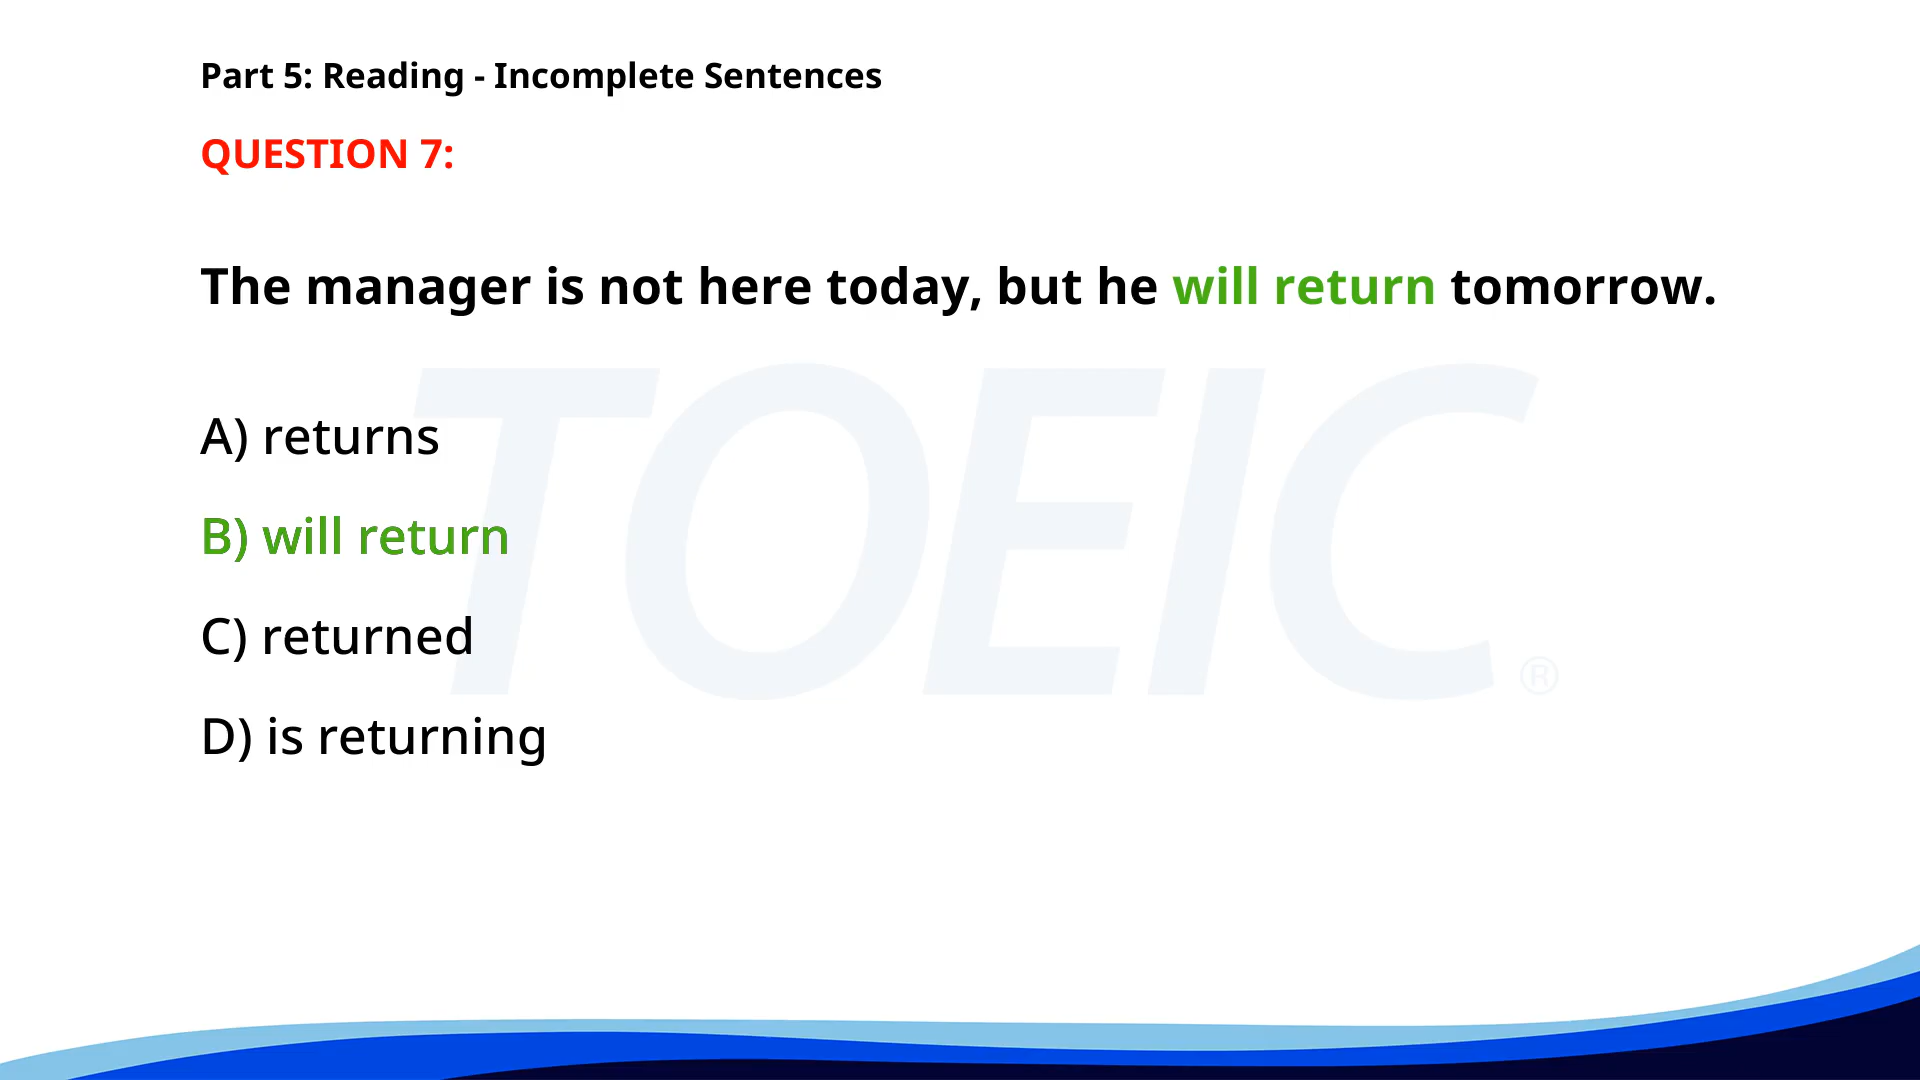 Part 5: Reading - Incomplete Sentences
QUESTION 7:
The manager is not here today, but he will return tomorrow.
TOEIC®
A) returns
B) will return
C) returned
D) is returning